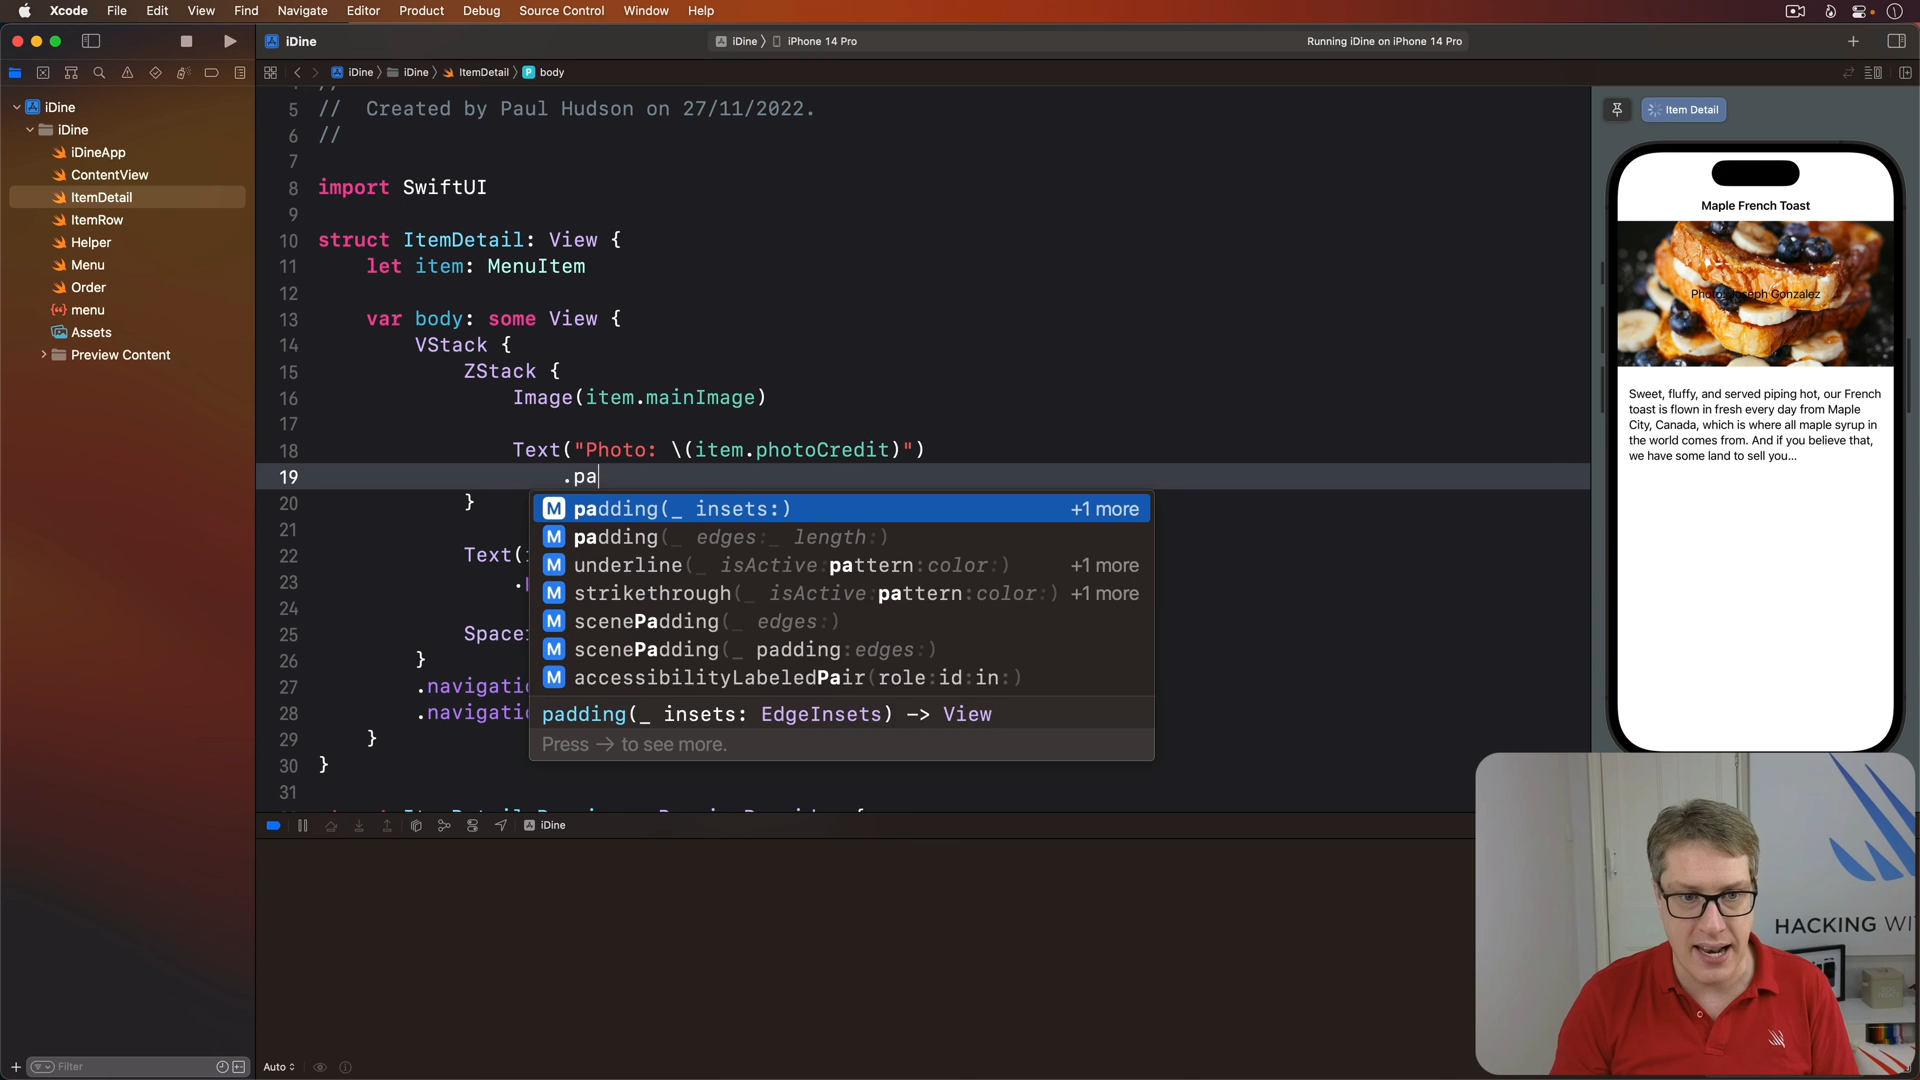 Xcode File Edit View Find Navigate Editor Product Debug Source Control Window Help
iDine
iDine 〉 iPhone 14 Pro
Running iDine on iPhone 14 Pro
iDine 〉 iDine 〉 ItemDetail 〉 P body
iDine
iDine
iDineApp
ContentView
ItemDetail
ItemRow
Helper
Menu
Order
menu
Assets
Preview Content
Filter
5 // Created by Paul Hudson on 27/11/2022.
6 //
7
8 import SwiftUI
9
10 struct ItemDetail: View {
11 let item: MenuItem
12
13 var body: some View {
14 VStack {
15 ZStack {
16 Image(item.mainImage)
17
18 Text("Photo: \(item.photoCredit)")
19 .pa
20 }
21
22 Text(
23 .
24
25
26 }
27
28
29 }
30 }
31
M padding(_ insets:) +1 more
M padding(_ edges:_ length:)
M underline(_ isActive:pattern:color:) +1 more
M strikethrough(_ isActive:pattern:color:) +1 more
M scenePadding(_ edges:)
M scenePadding(_ padding:edges:)
M accessibilityLabeledPair(role:id:in:)
padding(_ insets: EdgeInsets) -> View
Press → to see more.
iDine
Auto
Item Detail
Maple French Toast
Sweet, fluffy, and served piping hot, our French
toast is flown in fresh every day from Maple
City, Canada, which is where all maple syrup in
the world comes from. And if you believe that,
we have some land to sell you...
HACKING